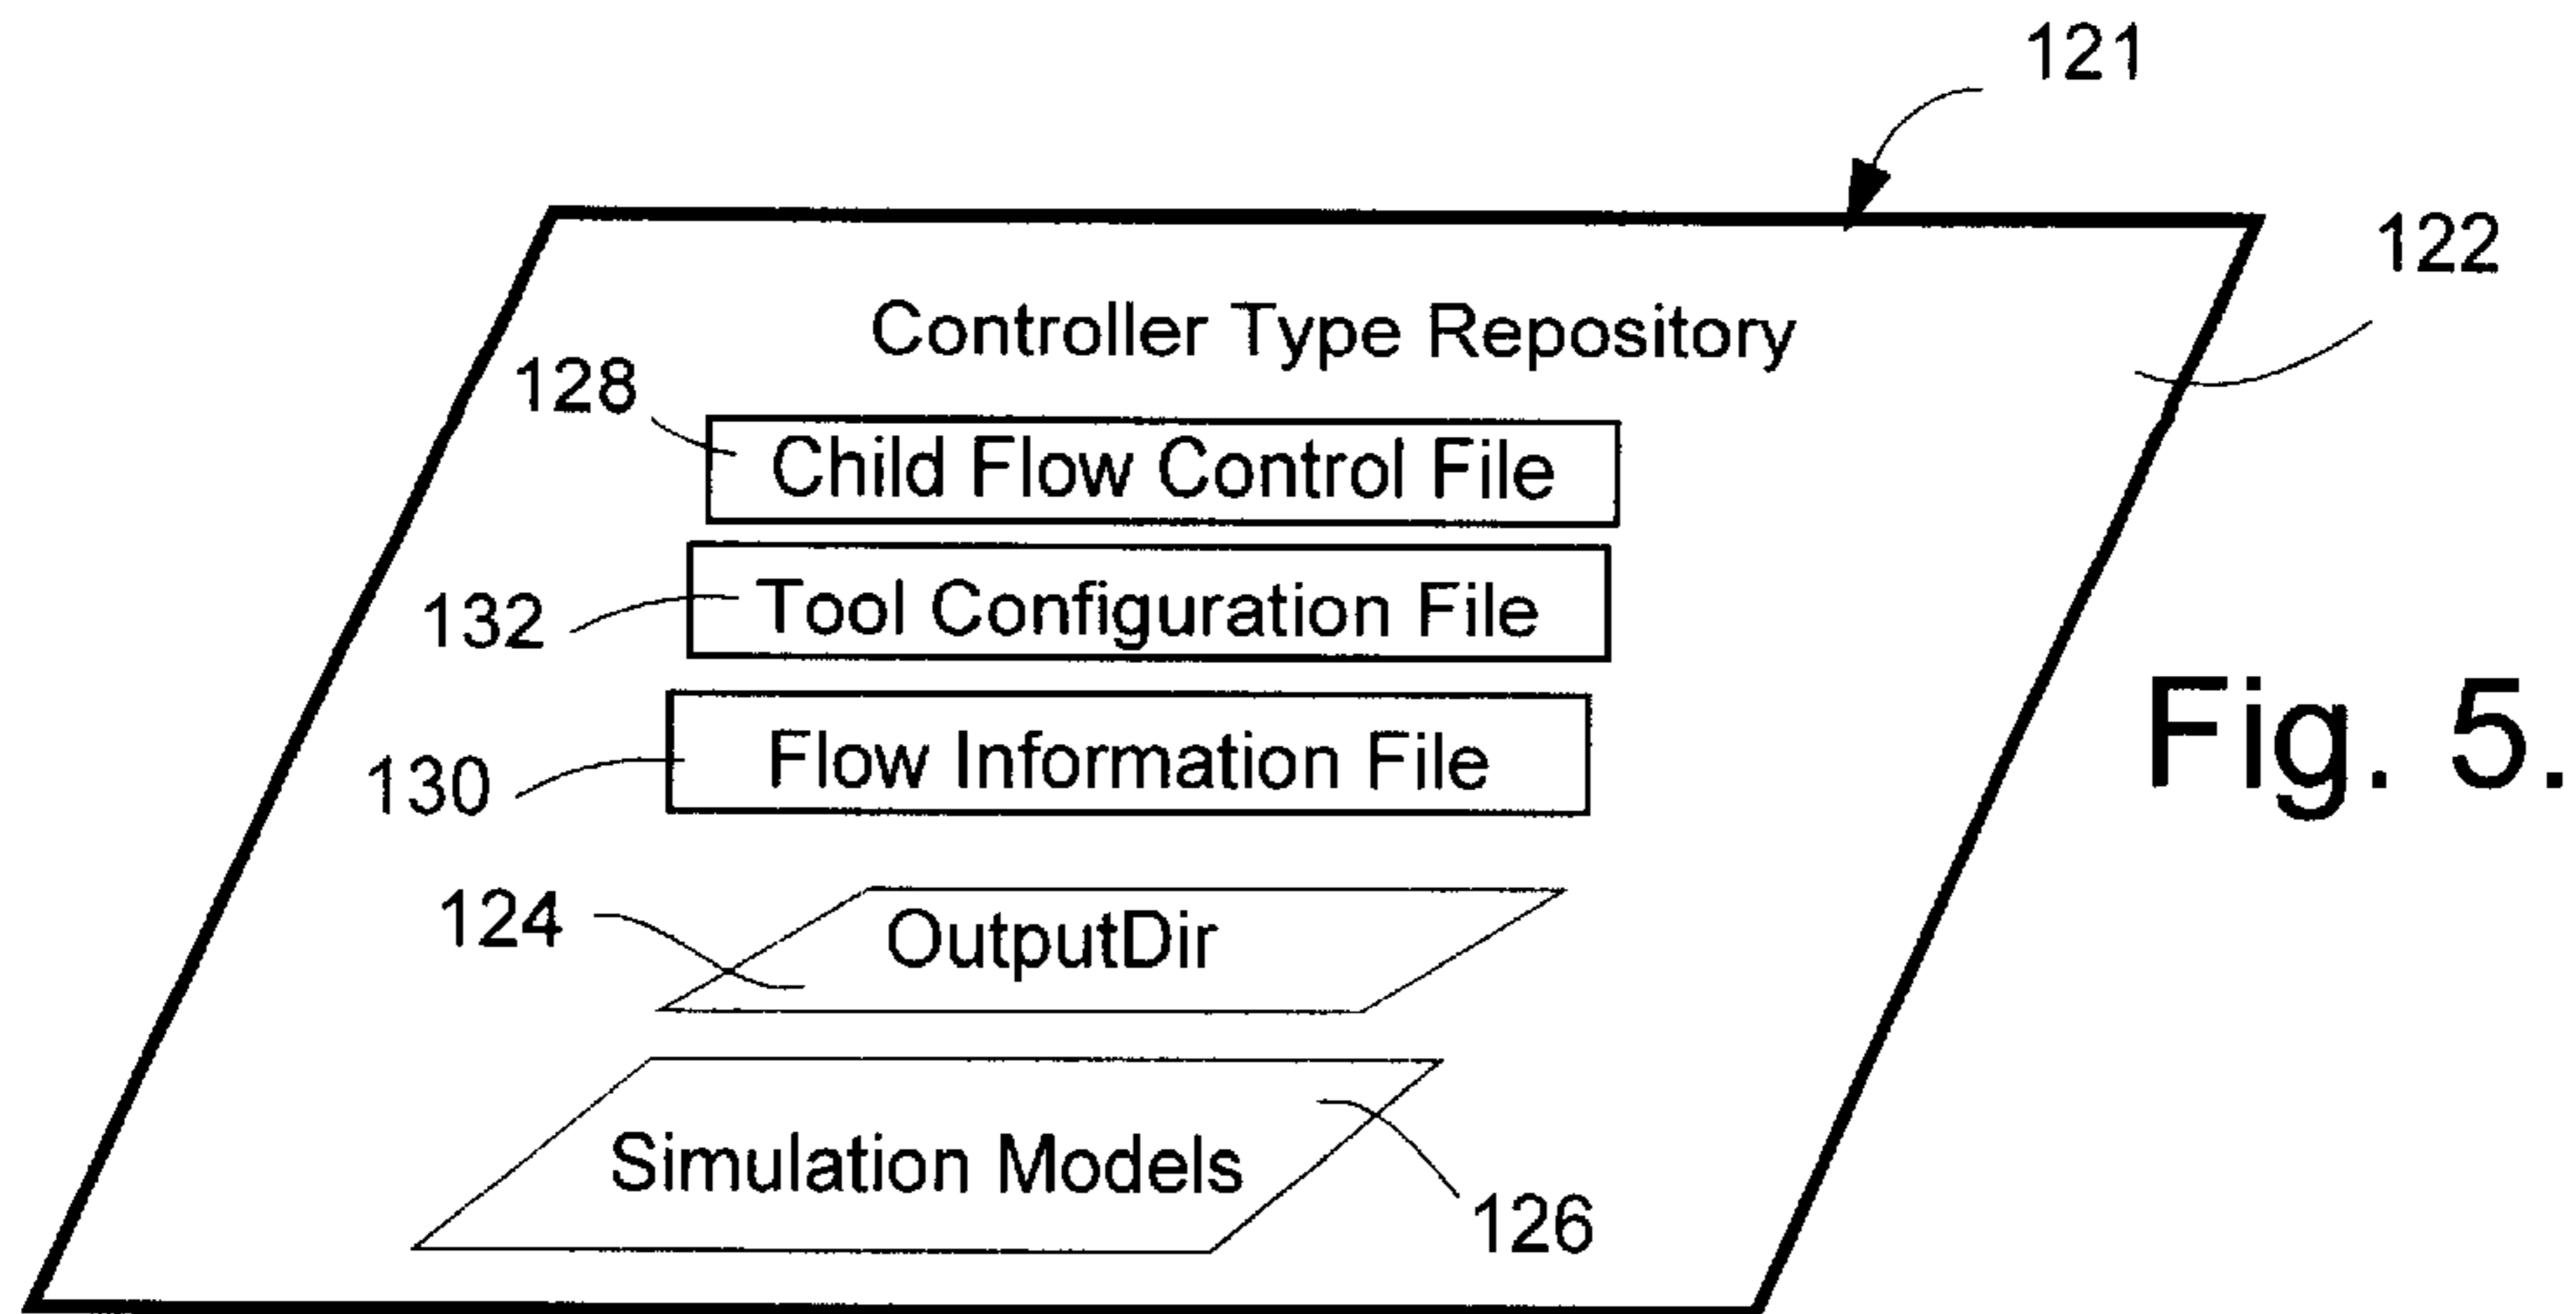 121
122
Controller Type Repository
128
Child Flow Control File
132
Tool Configuration File
130
Flow Information File
Fig. 5.
124
OutputDir
Simulation Models
126